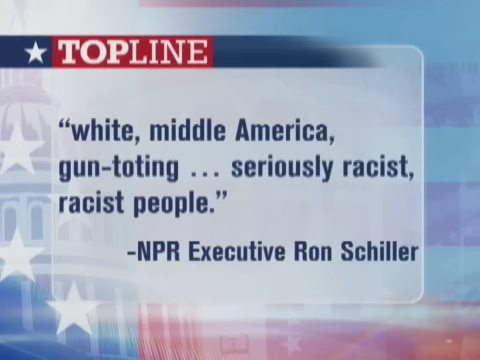 TOPLINE
“white, middle America,
gun-toting … seriously racist,
racist people.”
-NPR Executive Ron Schiller